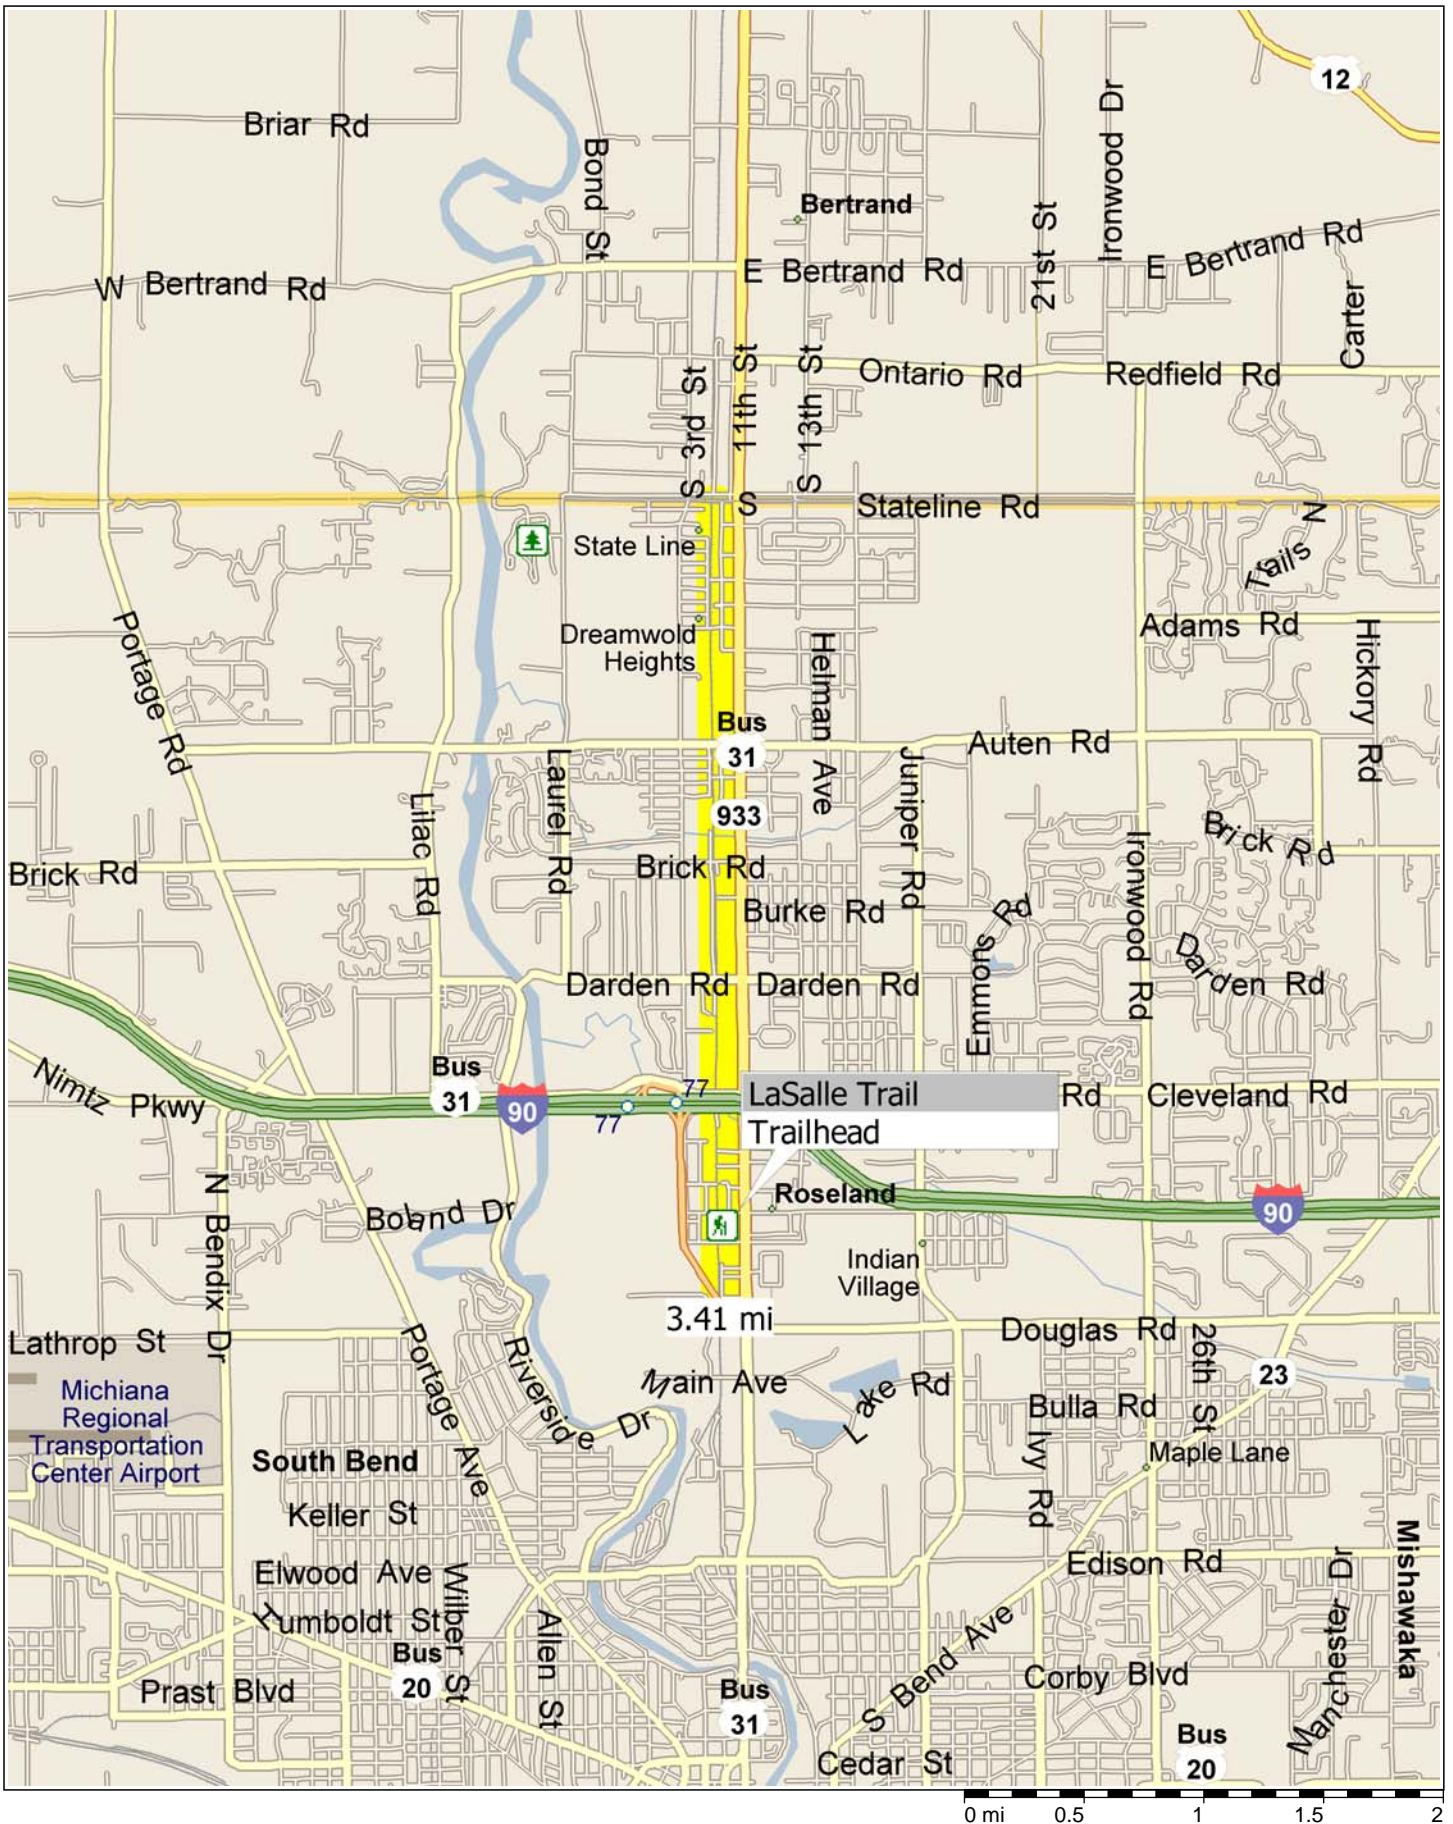 12
Briar Rd
Bond St
Ironwood Dr
Bertrand
21st St
E Bertrand Rd
W Bertrand Rd
E Bertrand Rd
Carter
S 3rd St
S 11th St
S 13th St
Ontario Rd
Redfield Rd
Stateline Rd
State Line
N Trails
Portage Rd
Dreamwold
Heights
Helman Ave
Adams Rd
Hickory Rd
Bus
31
Auten Rd
Laurel Rd
Juniper Rd
Lilac Rd
933
Brick Rd
Brick Rd
Brick Rd
Ironwood Rd
Burke Rd
Emmons Rd
Darden Rd
Darden Rd
Darden Rd
Nimtz Pkwy
Bus
31
90
77
77
LaSalle Trail
Trailhead
Rd
Cleveland Rd
N Bendix Dr
Boland Dr
Roseland
90
Indian
Village
3.41 mi
Lathrop St
Portage Ave
Riverside Dr
Douglas Rd
26th St
23
Michiana
Regional
Transportation
Center Airport
Main Ave
Lake Rd
Bulla Rd
Ivy Rd
Maple Lane
South Bend
Keller St
Elwood Ave
Wilber St
Edison Rd
Manchester Dr
Mishawaka
Humboldt St
Allen St
Bus
20
S Bend Ave
Corby Blvd
Prast Blvd
Bus
31
Bus
20
Cedar St
0 mi 0.5 1 1.5 2